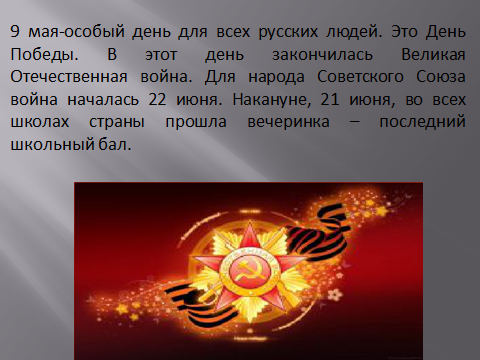 9 мая-особый день для всех русских людей. Это День
Победы. В этот день закончилась Великая
Отечественная война. Для народа Советского Союза
война началась 22 июня. Накануне, 21 июня, во всех
школах страны прошла вечеринка – последний
школьный бал.